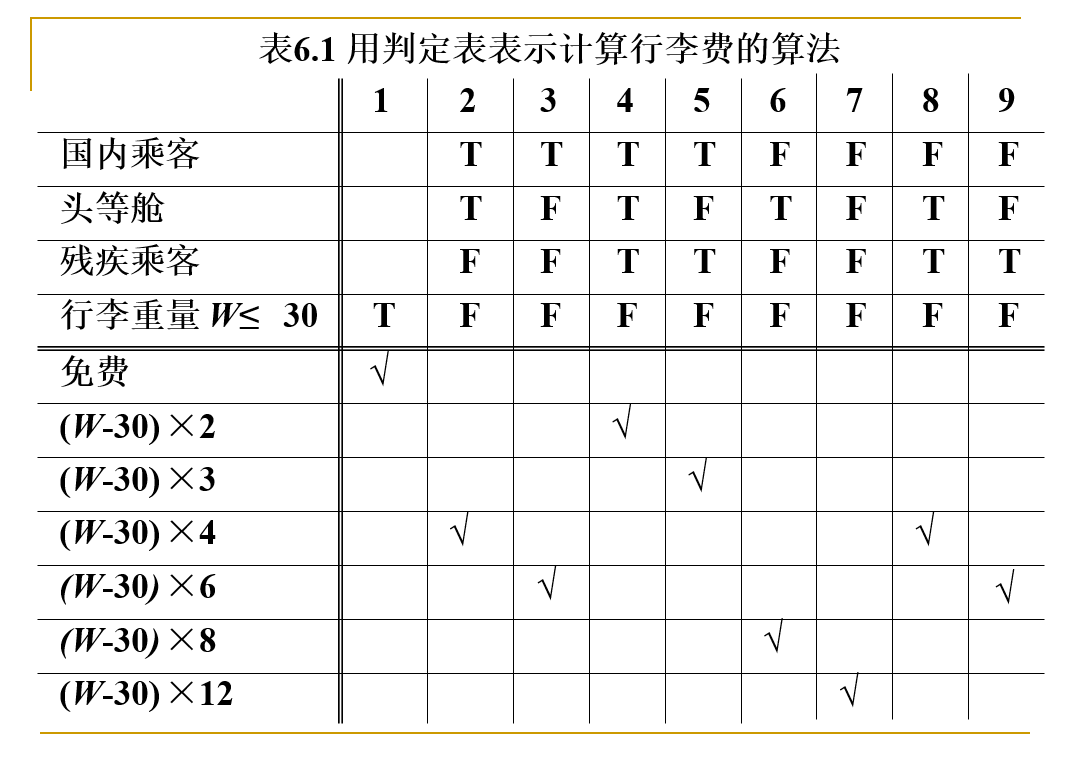 表6.1 用判定表表示计算行李费的算法
1 2 3 4 5 6 7 8 9
国内乘客 T T T T F F F F
头等舱 T F T F T F T F
残疾乘客 F F T T F F T T
行李重量 W≤ 30 T F F F F F F F F
免费 √
(W-30)×2 √
(W-30)×3 √
(W-30)×4 √ √
(W-30)×6 √ √
(W-30)×8 √
(W-30)×12 √